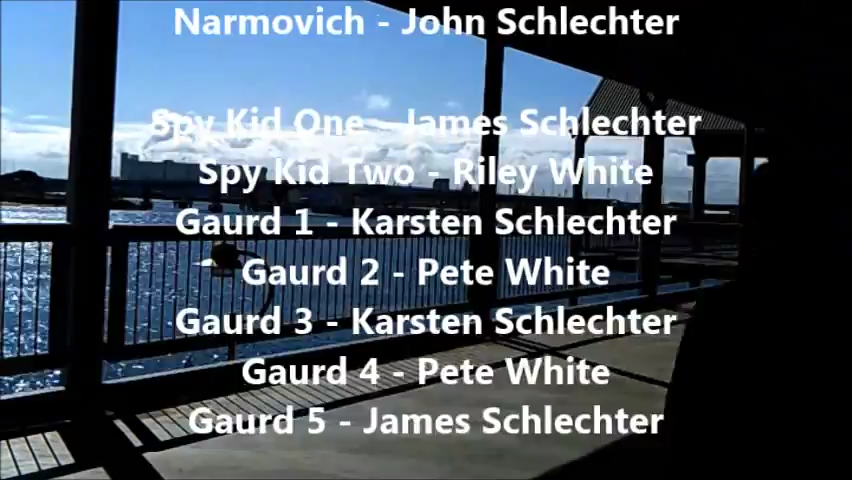 Narmovich - John Schlechter
Spy Kid One - James Schlechter
Spy Kid Two - Riley White
Gaurd 1 - Karsten Schlechter
Gaurd 2 - Pete White
Gaurd 3 - Karsten Schlechter
Gaurd 4 - Pete White
Gaurd 5 - James Schlechter